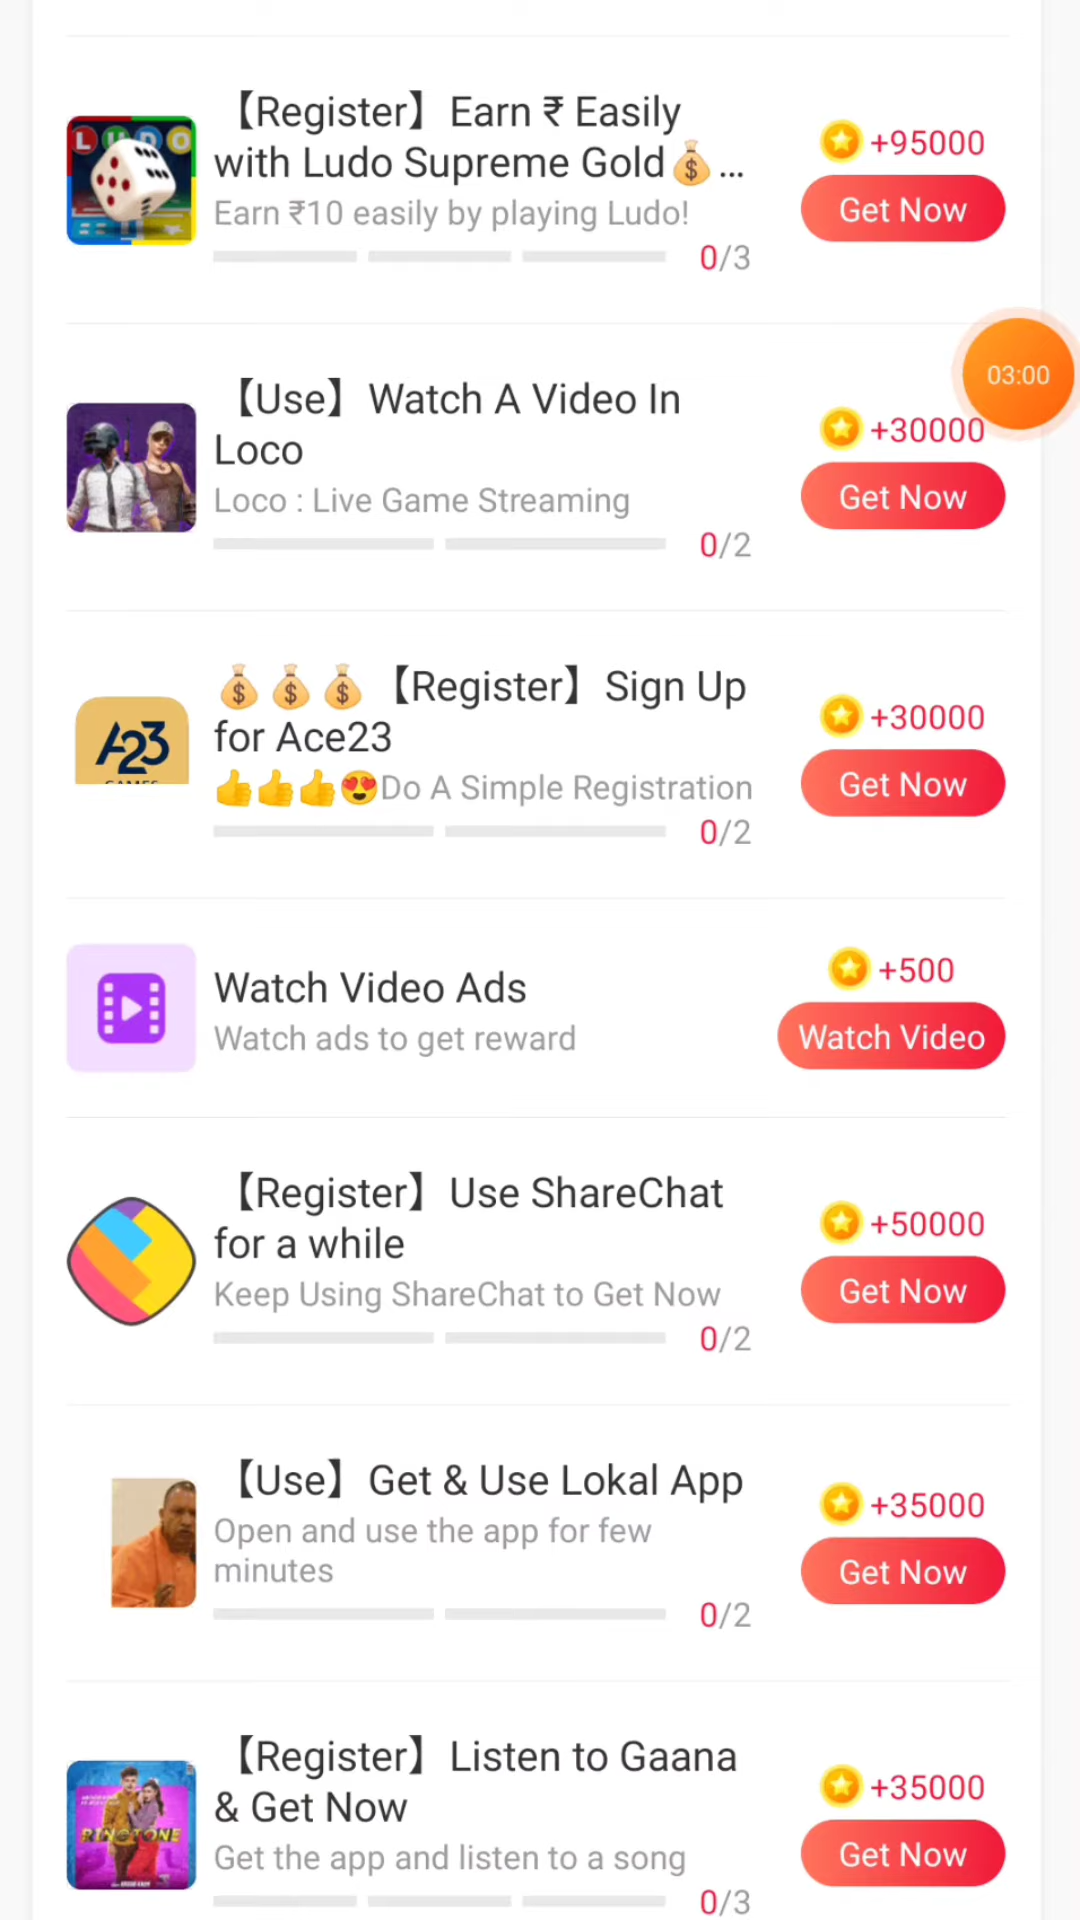 LUDO
【Register】Earn ₹ Easily
with Ludo Supreme Gold💰...
Earn ₹10 easily by playing Ludo!
0/3
+95000
Get Now
03:00
【Use】Watch A Video In
Loco
Loco : Live Game Streaming
0/2
+30000
Get Now
A23
GAMES
💰💰💰【Register】Sign Up
for Ace23
👍👍👍😍Do A Simple Registration
0/2
+30000
Get Now
Watch Video Ads
Watch ads to get reward
+500
Watch Video
【Register】Use ShareChat
for a while
Keep Using ShareChat to Get Now
0/2
+50000
Get Now
【Use】Get & Use Lokal App
Open and use the app for few
minutes
0/2
+35000
Get Now
RINGTONE
【Register】Listen to Gaana
& Get Now
Get the app and listen to a song
0/3
+35000
Get Now